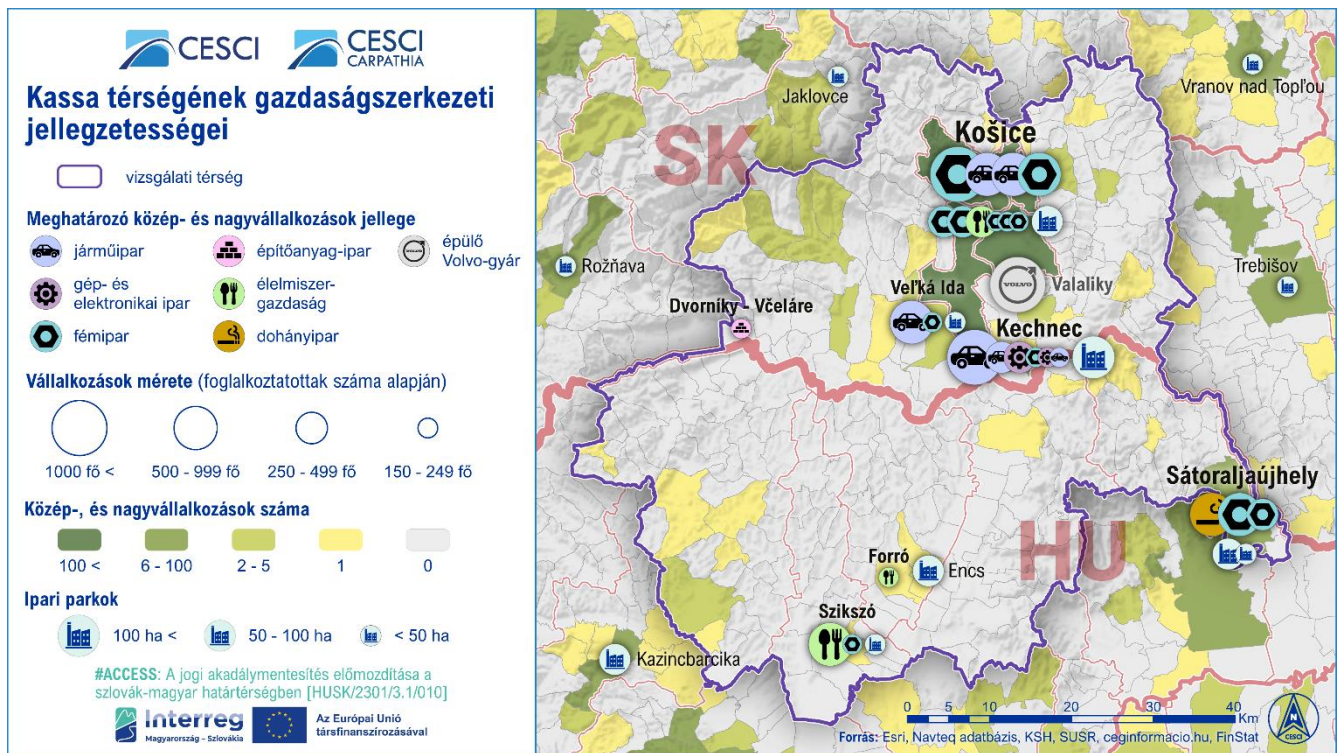 CESCI
CESCI
CARPATHIA
Kassa térségének gazdaságszerkezeti
jellegzetességei
vizsgálati térség
Meghatározó közép- és nagyvállalkozások jellege
járműipar
építőanyag-ipar
VOLVO
épülő
Volvo-gyár
gép- és
elektronikai ipar
élelmiszer-
gazdaság
fémipar
dohányipar
Vállalkozások mérete (foglalkoztatottak száma alapján)
1000 fő <
500 - 999 fő
250 - 499 fő
150 - 249 fő
Közép-, és nagyvállalkozások száma
100 <
6 - 100
2 - 5
1
0
Ipari parkok
100 ha <
50 - 100 ha
< 50 ha
#ACCESS: A jogi akadálymentesítés előmozdítása a
szlovák-magyar határtérségben [HUSK/2301/3.1/010]
Interreg
Magyarország – Szlovákia
Az Európai Unió
társfinanszírozásával
Jaklovce
Vranov nad Topľou
SK
Košice
Rožňava
Trebišov
VOLVO
Valaliky
Veľká Ida
Dvorníky - Včeláre
Kechnec
Sátoraljaújhely
HU
Forró
Encs
Szikszó
Kazincbarcika
0
5
10
20
30
40
Km
Forrás: Esri, Navteq adatbázis, KSH, SUSR, ceginformacio.hu, FinStat
N
CESCI